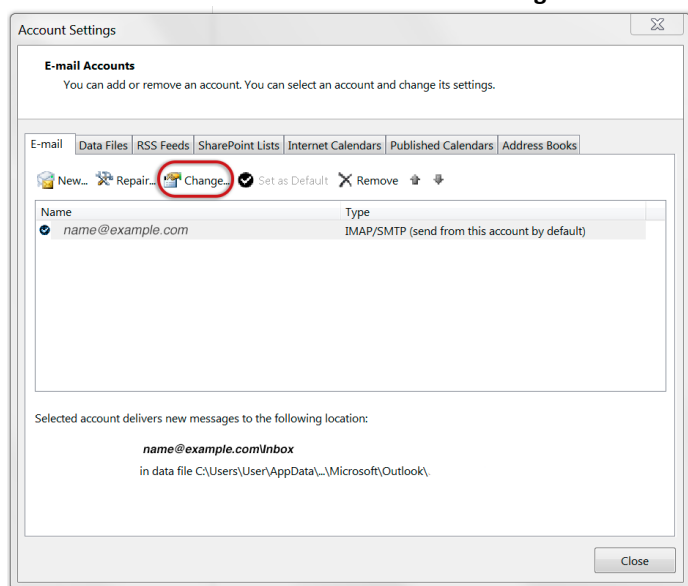 Account Settings
E-mail Accounts
You can add or remove an account. You can select an account and change its settings.
E-mail Data Files RSS Feeds SharePoint Lists Internet Calendars Published Calendars Address Books
New... Repair... Change... Set as Default Remove
Name Type
name@example.com IMAP/SMTP (send from this account by default)
Selected account delivers new messages to the following location:
name@example.com\Inbox
in data file C:\Users\User\AppData\...\Microsoft\Outlook\
Close